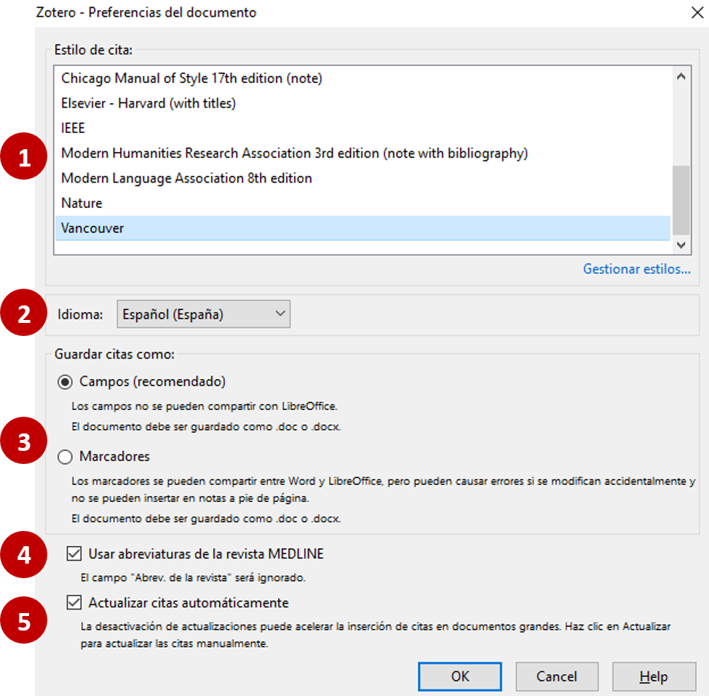 Zotero - Preferencias del documento
Estilo de cita:
Chicago Manual of Style 17th edition (note)
Elsevier - Harvard (with titles)
IEEE
1
Modern Humanities Research Association 3rd edition (note with bibliography)
Modern Language Association 8th edition
Nature
Vancouver
Gestionar estilos...
2
Idioma: Español (España)
Guardar citas como:
Campos (recomendado)
Los campos no se pueden compartir con LibreOffice.
El documento debe ser guardado como .doc o .docx.
3
Marcadores
Los marcadores se pueden compartir entre Word y LibreOffice, pero pueden causar errores si se modifican accidentalmente y
no se pueden insertar en notas a pie de página.
El documento debe ser guardado como .doc o .docx.
4
Usar abreviaturas de la revista MEDLINE
El campo "Abrev. de la revista" será ignorado.
5
Actualizar citas automáticamente
La desactivación de actualizaciones puede acelerar la inserción de citas en documentos grandes. Haz clic en Actualizar
para actualizar las citas manualmente.
OK Cancel Help